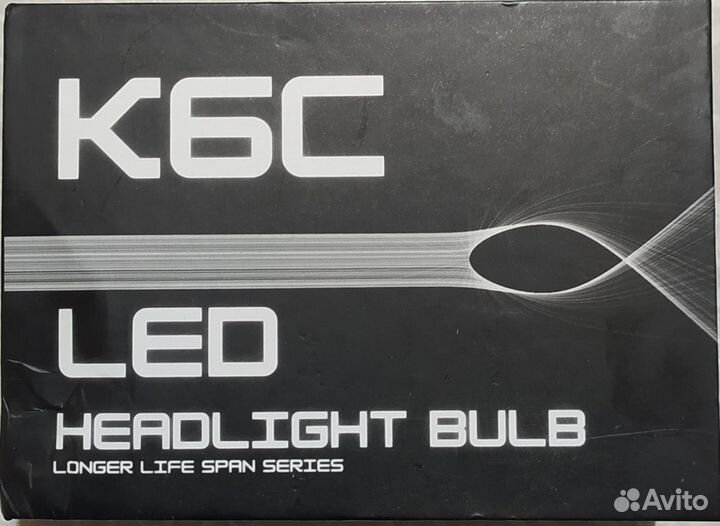 K6C
LED
HEADLIGHT BULB
LONGER LIFE SPAN SERIES
Avito